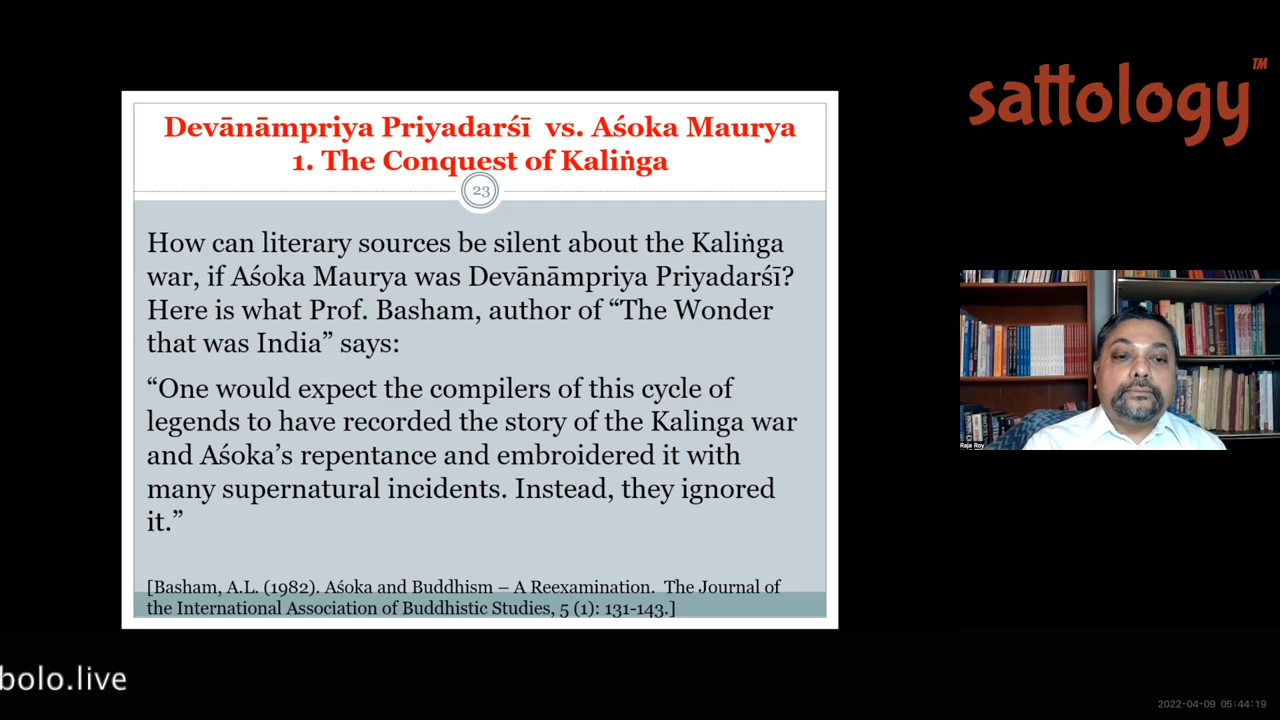 sattology™
Devānāmpriya Priyadarśī vs. Aśoka Maurya
1. The Conquest of Kaliṅga
23
How can literary sources be silent about the Kaliṅga
war, if Aśoka Maurya was Devānāmpriya Priyadarśī?
Here is what Prof. Basham, author of “The Wonder
that was India” says:
“One would expect the compilers of this cycle of
legends to have recorded the story of the Kalinga war
and Aśoka’s repentance and embroidered it with
many supernatural incidents. Instead, they ignored
it.”
[Basham, A.L. (1982). Aśoka and Buddhism – A Reexamination. The Journal of
the International Association of Buddhistic Studies, 5 (1): 131-143.]
Raja Roy
bolo.live
2022-04-09 05:44:19